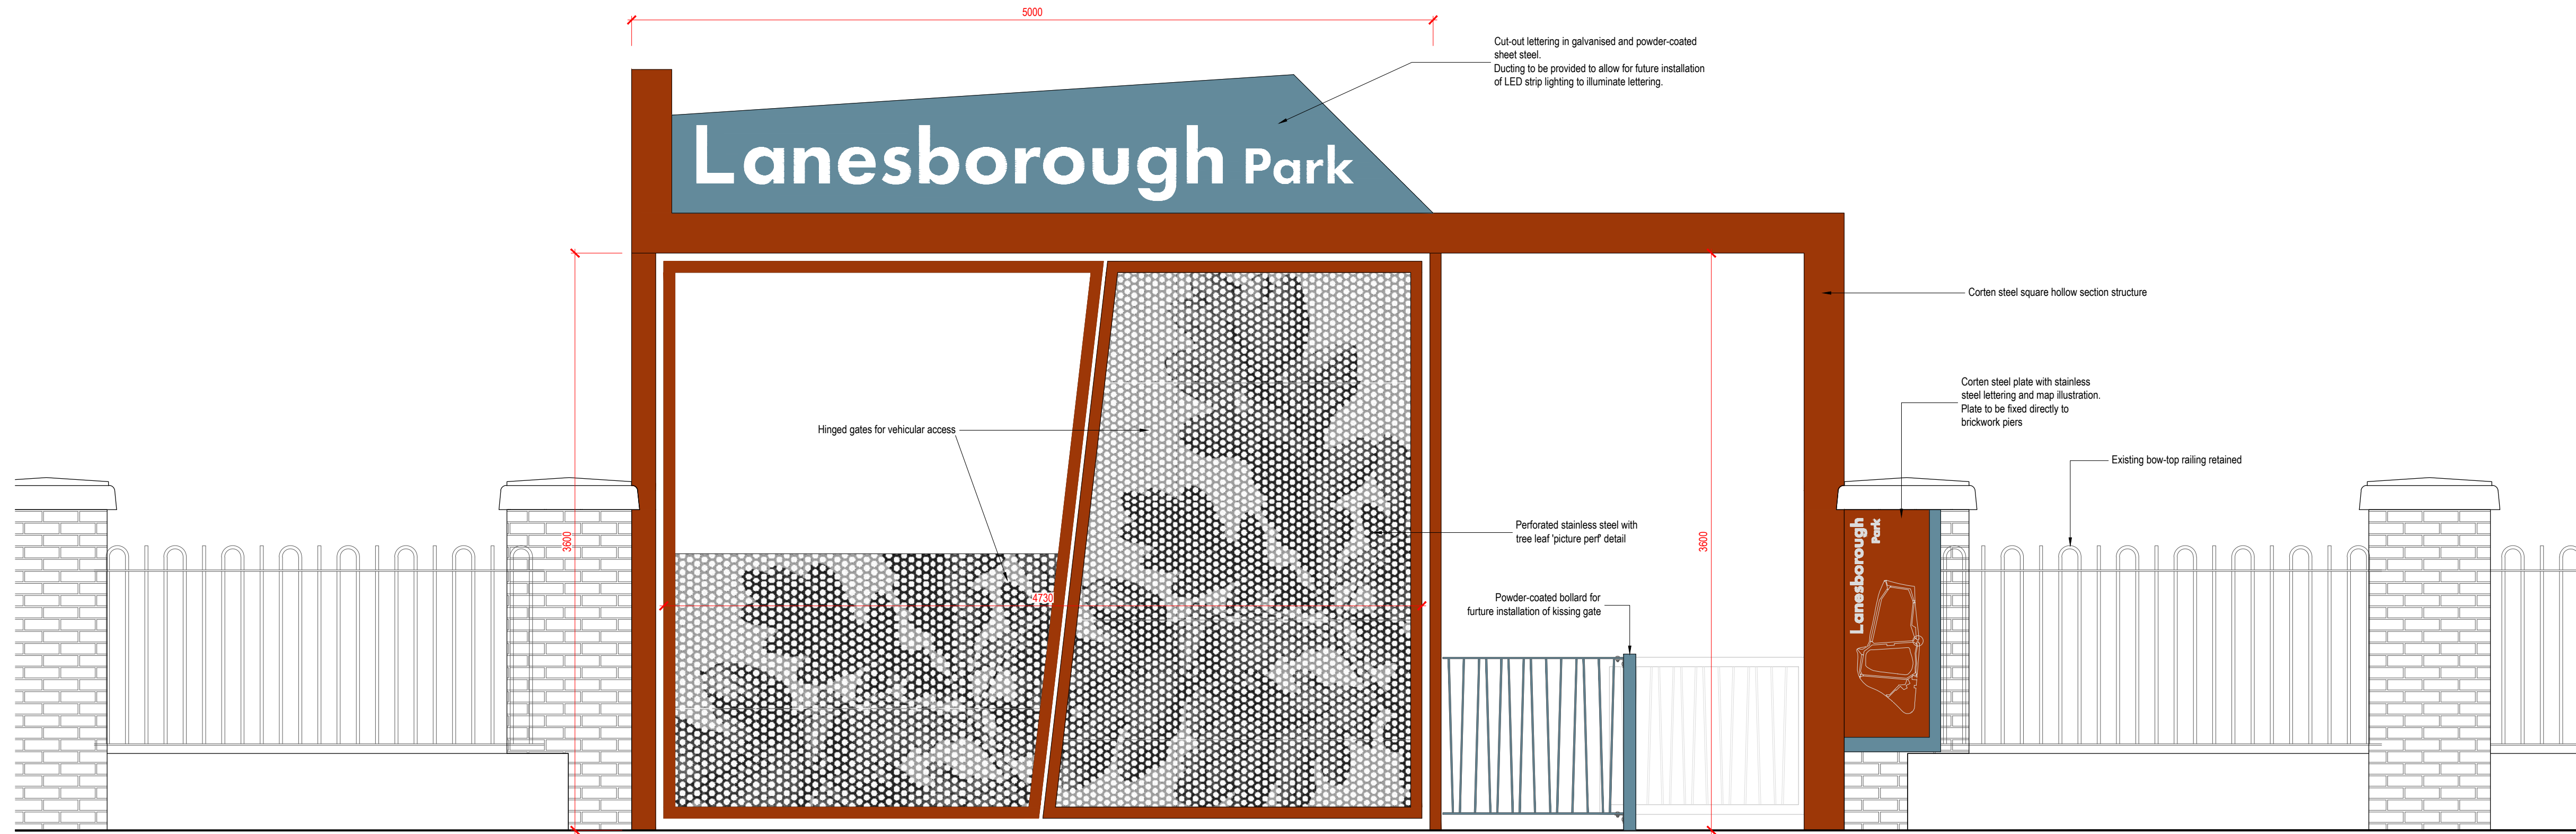 5000
Cut-out lettering in galvanised and powder-coated
sheet steel.
Ducting to be provided to allow for future installation
of LED strip lighting to illuminate lettering.
Lanesborough Park
Corten steel square hollow section structure
Corten steel plate with stainless
steel lettering and map illustration.
Plate to be fixed directly to
brickwork piers
Hinged gates for vehicular access
Existing bow-top railing retained
3600
Perforated stainless steel with
tree leaf 'picture perf' detail
3600
Lanesborough
Park
4730
Powder-coated bollard for
furture installation of kissing gate